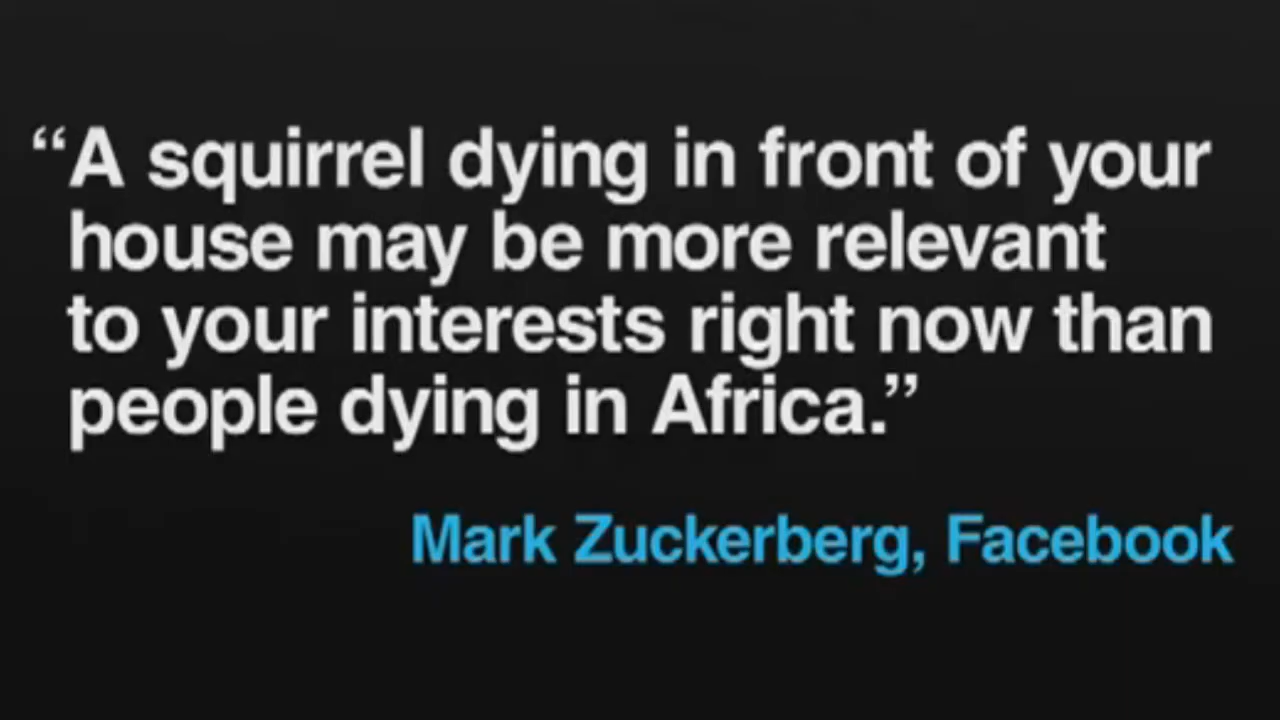 “A squirrel dying in front of your
house may be more relevant
to your interests right now than
people dying in Africa.”
Mark Zuckerberg, Facebook